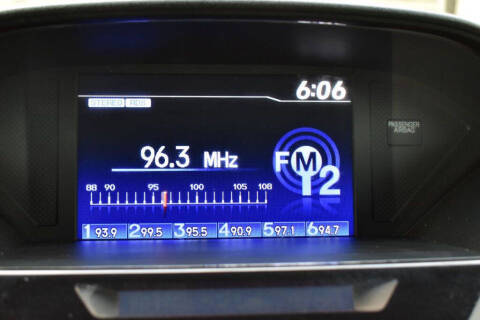 6:06
STEREO RDS
PASSENGER
AIRBAG
96.3 MHz
FM 2
88 90 95 100 105 108
1 93.9 2 99.5 3 95.5 4 90.9 5 97.1 6 94.7